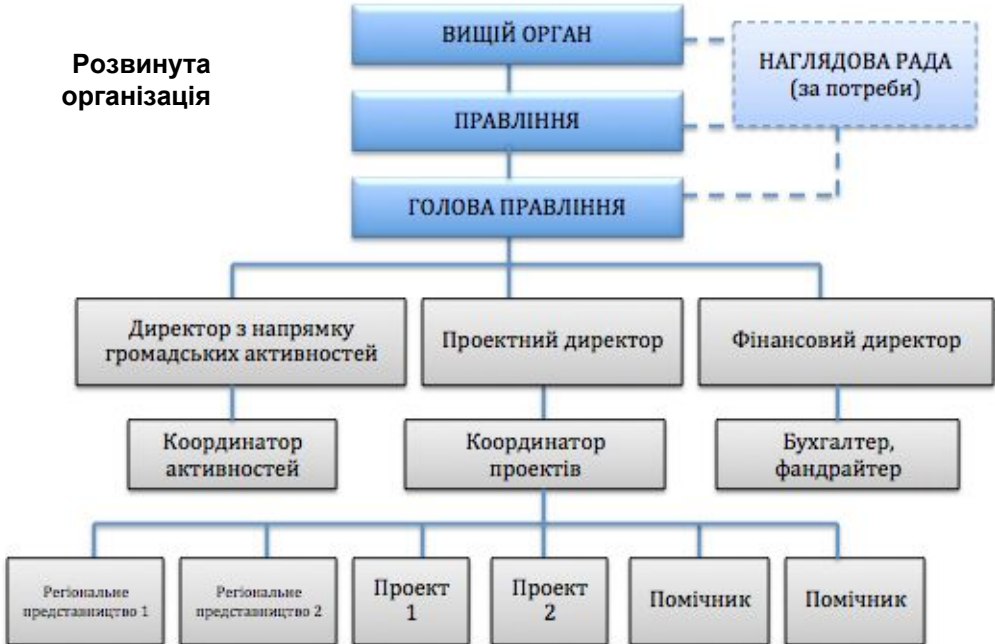 Розвинута
організація
ВИЩІЙ ОРГАН
НАГЛЯДОВА РАДА
(за потреби)
ПРАВЛІННЯ
ГОЛОВА ПРАВЛІННЯ
Директор з напрямку
громадських активностей
Проектний директор
Фінансовий директор
Координатор
активностей
Координатор
проектів
Бухгалтер,
фандрайтер
Регіональне
представництво 1
Регіональне
представництво 2
Проект
1
Проект
2
Помічник
Помічник